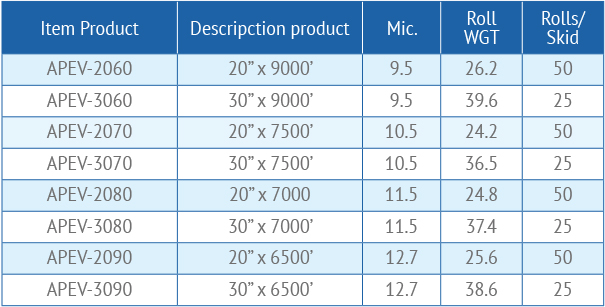 Item Product Descripction product Mic. Roll WGT Rolls/ Skid
APEV-2060 20” x 9000’ 9.5 26.2 50
APEV-3060 30” x 9000’ 9.5 39.6 25
APEV-2070 20” x 7500’ 10.5 24.2 50
APEV-3070 30” x 7500’ 10.5 36.5 25
APEV-2080 20” x 7000 11.5 24.8 50
APEV-3080 30” x 7000’ 11.5 37.4 25
APEV-2090 20” x 6500’ 12.7 25.6 50
APEV-3090 30” x 6500’ 12.7 38.6 25